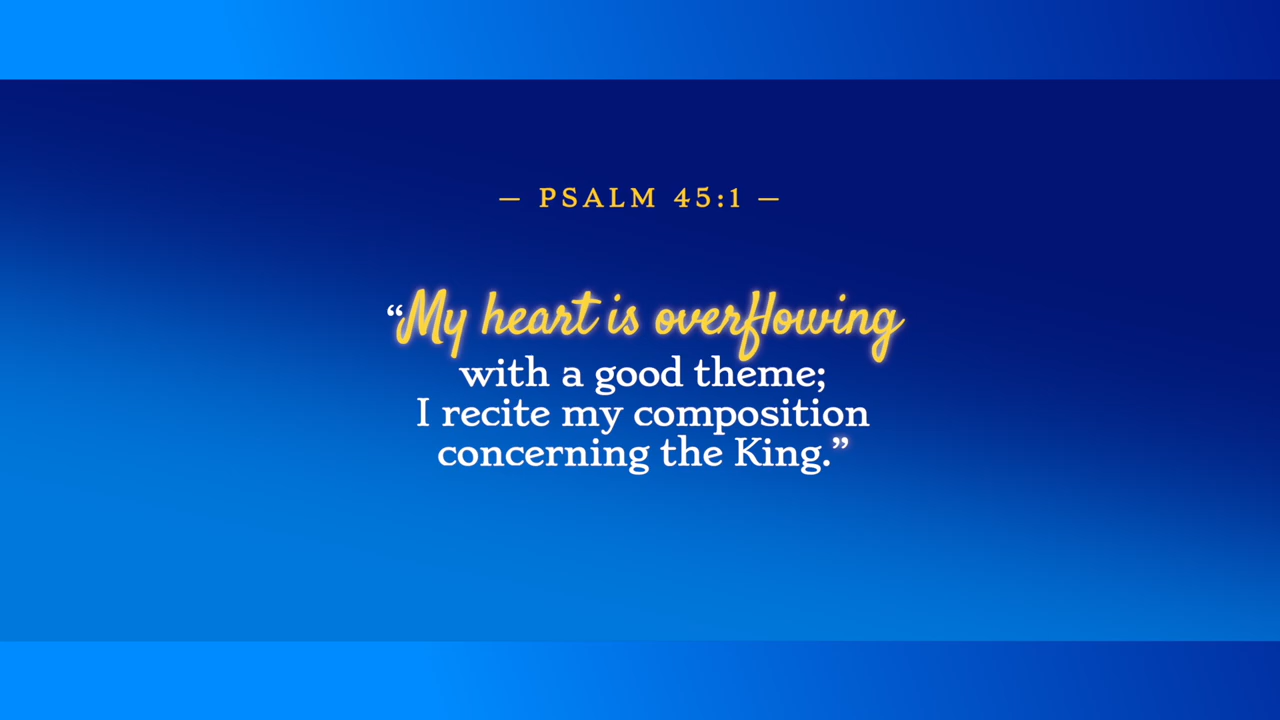 — PSALM 45:1 —
“My heart is overflowing
with a good theme;
I recite my composition
concerning the King.”